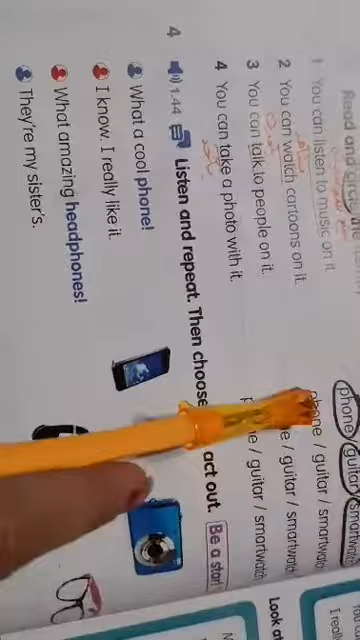 Read and circle the
1 You can listen to music on it. phone / guitar / smartwatch
2 You can watch cartoons on it. phone / guitar / smartwatch
3 You can talk to people on it. / guitar / smartwatch
4 You can take a photo with it. / guitar / smartwatch
4 1.44 Listen and repeat. Then choose act out. Be a star!
What a cool phone!
I know. I really like it.
What amazing headphones!
They're my sister's.
Look at